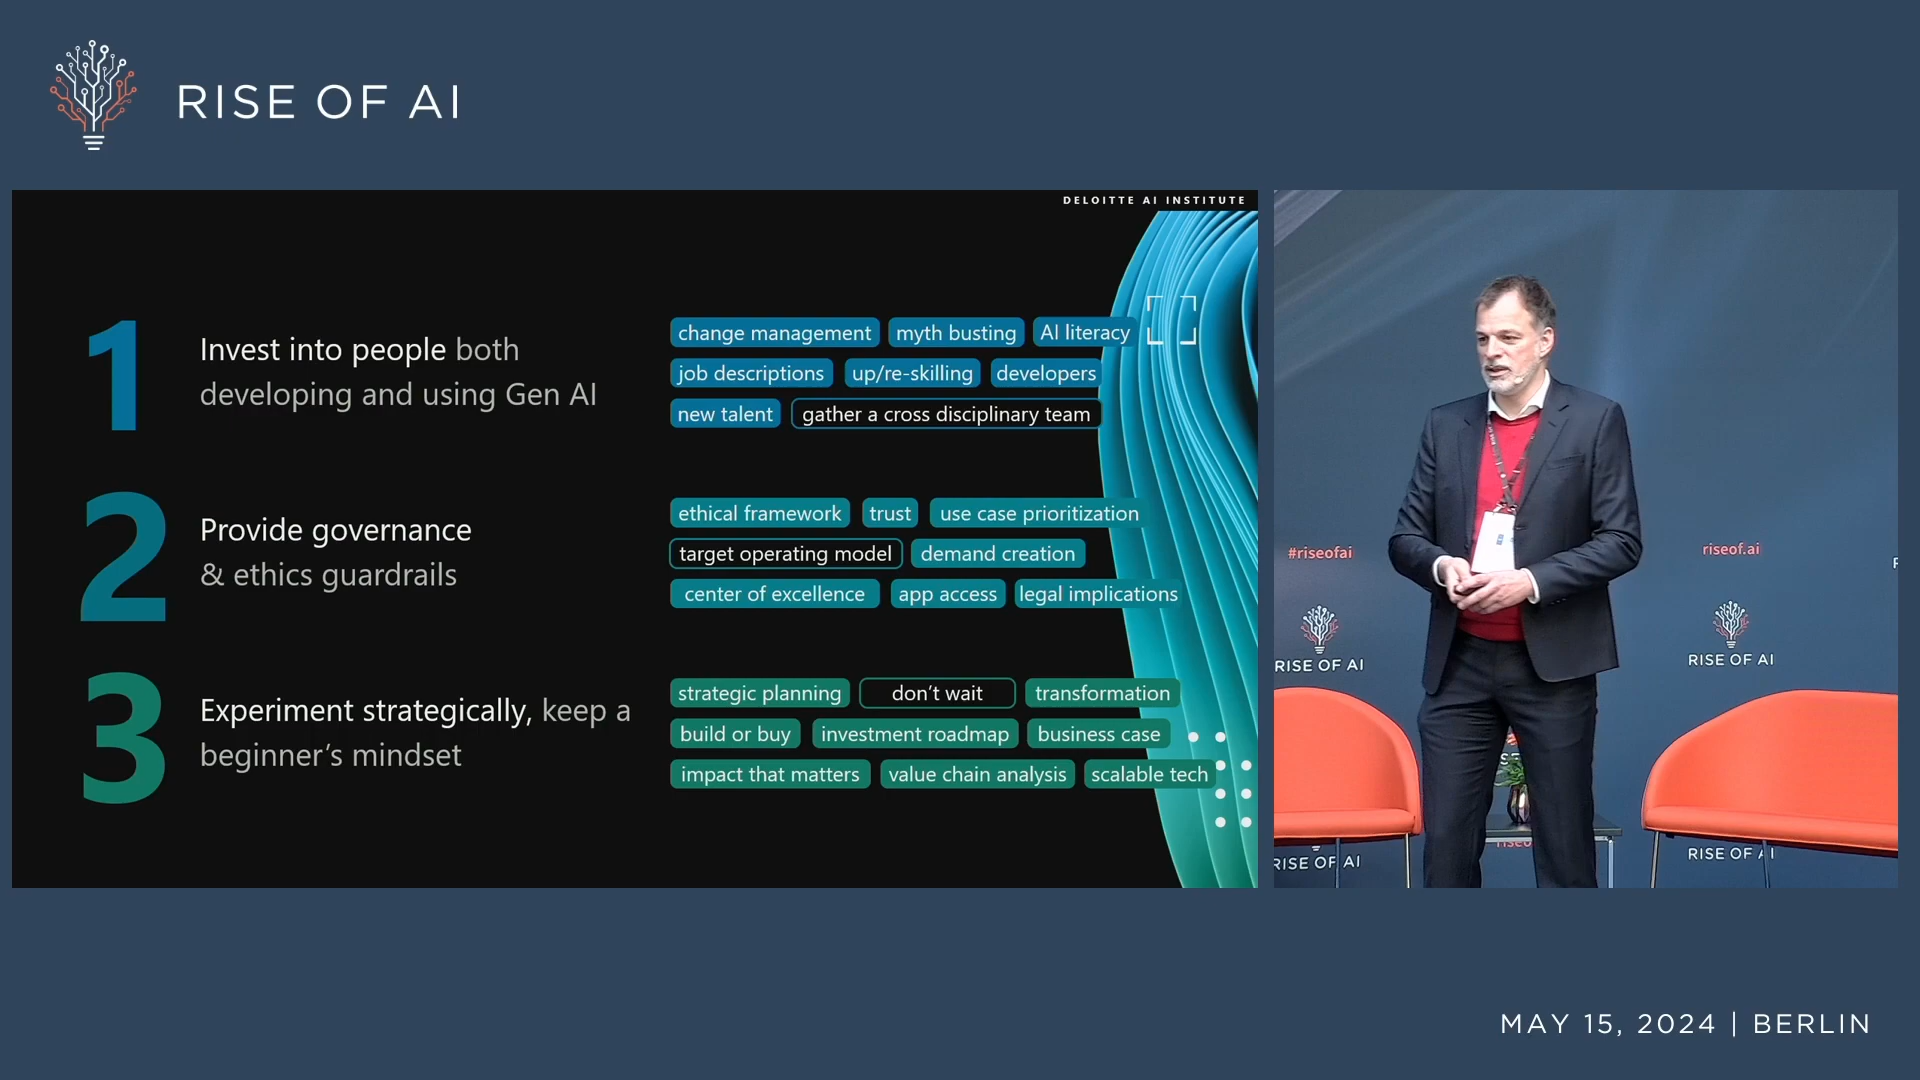 RISE OF AI
DELOITTE AI INSTITUTE
1
Invest into people both
developing and using Gen AI
change management
myth busting
AI literacy
job descriptions
up/re-skilling
developers
new talent
gather a cross disciplinary team
2
Provide governance
& ethics guardrails
ethical framework
trust
use case prioritization
target operating model
demand creation
center of excellence
app access
legal implications
3
Experiment strategically, keep a
beginner’s mindset
strategic planning
don’t wait
transformation
build or buy
investment roadmap
business case
impact that matters
value chain analysis
scalable tech
#riseofai
riseof.ai
RISE OF AI
RISE OF AI
RISE OF AI
RISE OF AI
MAY 15, 2024 | BERLIN